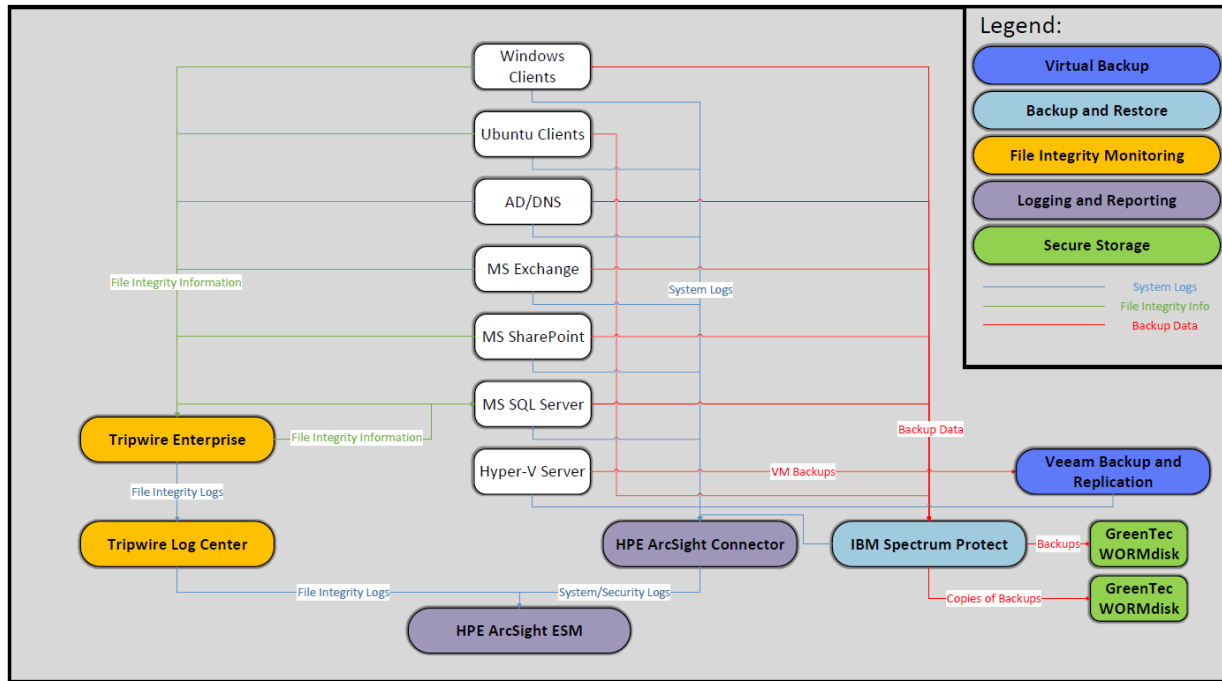 Legend:
Virtual Backup
Backup and Restore
File Integrity Monitoring
Logging and Reporting
Secure Storage
System Logs
File Integrity Info
Backup Data
Windows
Clients
Ubuntu Clients
AD/DNS
MS Exchange
File Integrity Information
System Logs
MS SharePoint
MS SQL Server
Tripwire Enterprise
File Integrity Information
Backup Data
Hyper-V Server
VM Backups
Veeam Backup and
Replication
File Integrity Logs
Tripwire Log Center
HPE ArcSight Connector
IBM Spectrum Protect
Backups
GreenTec
WORMdisk
File Integrity Logs
System/Security Logs
Copies of Backups
GreenTec
WORMdisk
HPE ArcSight ESM